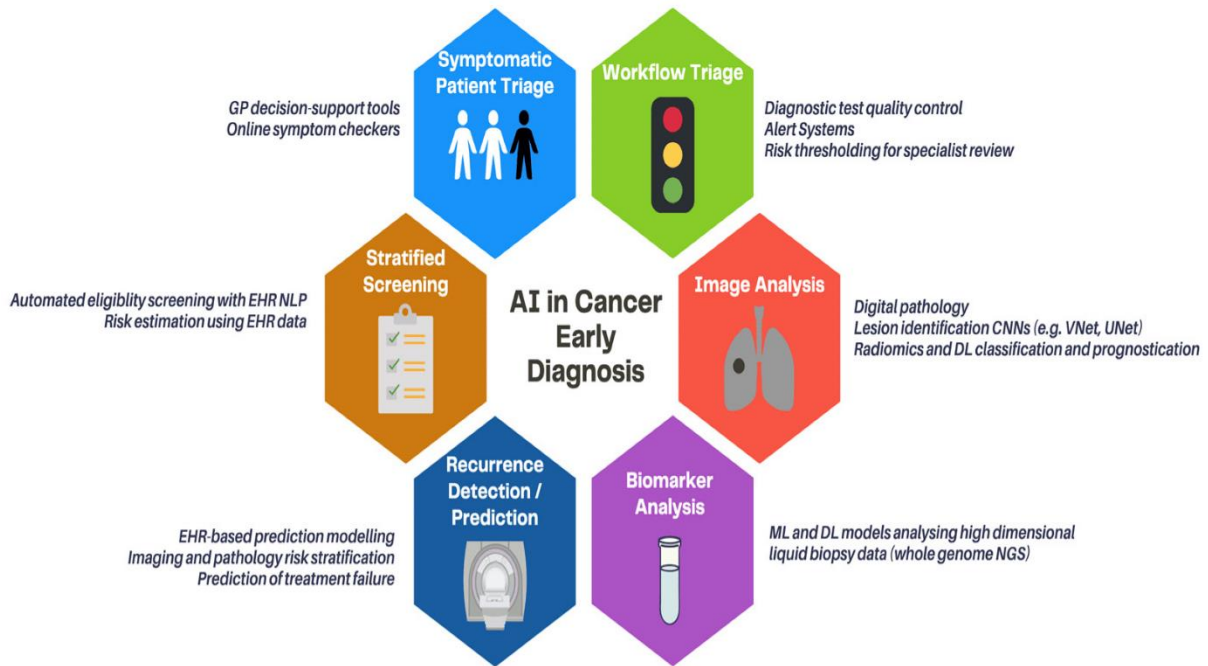 Symptomatic
Patient Triage
GP decision-support tools
Online symptom checkers
Workflow Triage
Diagnostic test quality control
Alert Systems
Risk thresholding for specialist review
Stratified
Screening
Automated eligiblity screening with EHR NLP
Risk estimation using EHR data
AI in Cancer
Early
Diagnosis
Image Analysis
Digital pathology
Lesion identification CNNs (e.g. VNet, UNet)
Radiomics and DL classification and prognostication
Recurrence
Detection /
Prediction
EHR-based prediction modelling
Imaging and pathology risk stratification
Prediction of treatment failure
Biomarker
Analysis
ML and DL models analysing high dimensional
liquid biopsy data (whole genome NGS)